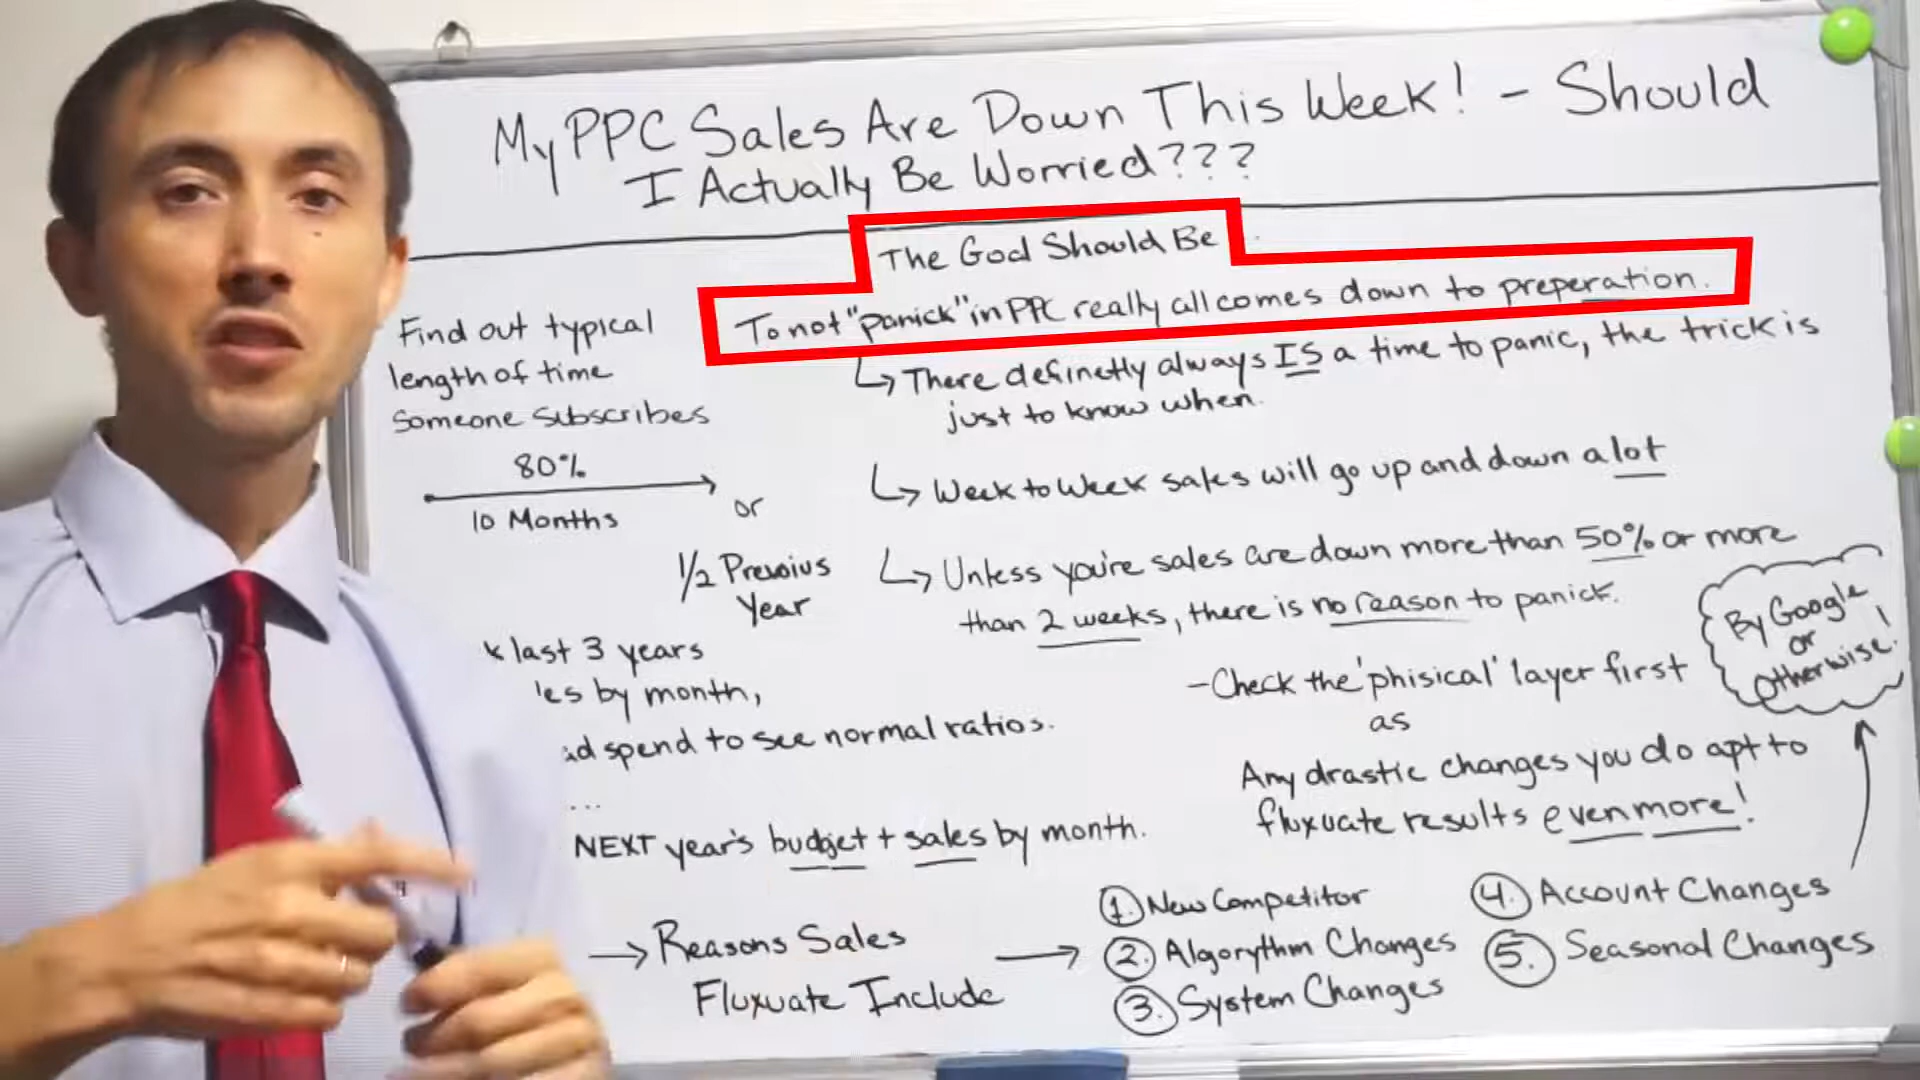 My PPC Sales Are Down This Week! - Should
I Actually Be Worried???
The Goal Should Be
To not "panick" in PPC really all comes down to preperation.
↳ There definetly always IS a time to panic, the trick is
just to know when.
↳ Week to Week sales will go up and down a lot
↳ Unless you're sales are down more than 50% or more
than 2 weeks, there is no reason to panick.
-Check the 'phisical' layer first
as
Any drastic changes you do apt to
fluxuate results even more!
By Google
or
Otherwise!
Find out typical
length of time
Someone Subscribes
80%
10 Months
or
1/2 Previous
Year
last 3 years
by month,
spend to see normal ratios.
...
NEXT year's budget + sales by month.
→ Reasons Sales
Fluxuate Include →
1. New Competitor
2. Algorythm Changes
3. System Changes
4. Account Changes
5. Seasonal Changes